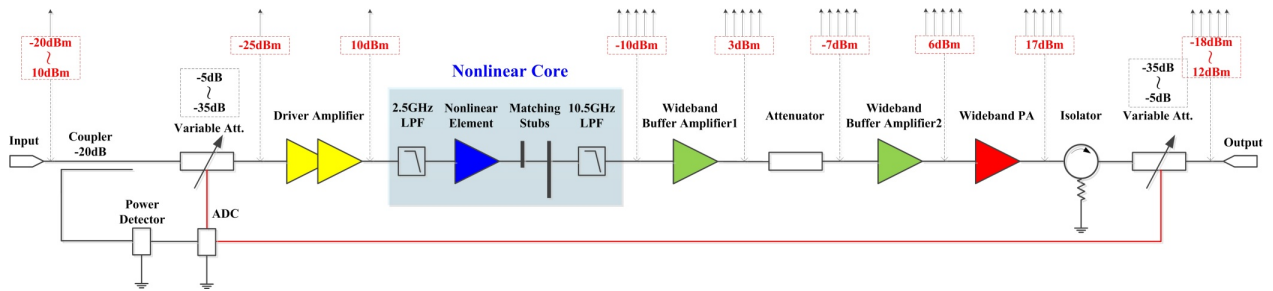 -20dBm
~
10dBm
-25dBm
10dBm
-10dBm
3dBm
-7dBm
6dBm
17dBm
-18dBm
~
12dBm
-5dB
~
-35dB
-35dB
~
-5dB
Nonlinear Core
Input
Coupler
-20dB
Variable Att.
Driver Amplifier
2.5GHz
LPF
Nonlinear
Element
Matching
Stubs
10.5GHz
LPF
Wideband
Buffer Amplifier1
Attenuator
Wideband
Buffer Amplifier2
Wideband PA
Isolator
Variable Att.
Output
Power
Detector
ADC